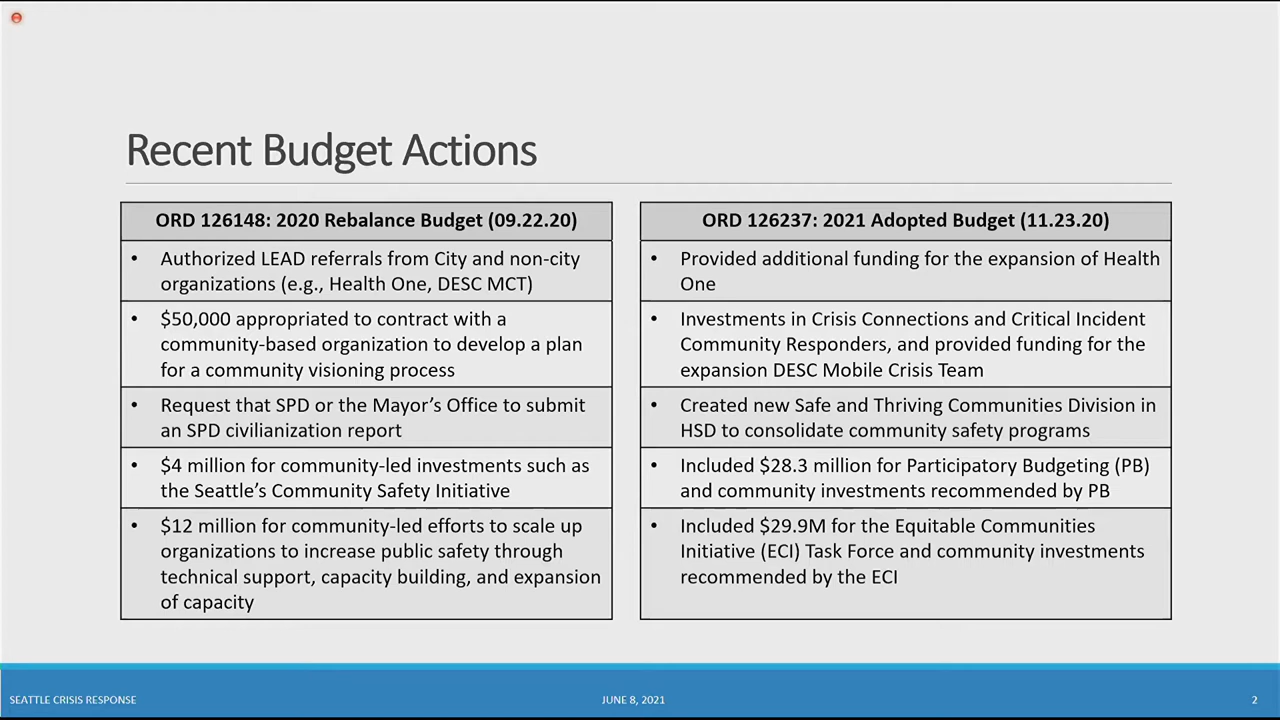 Recent Budget Actions
ORD 126148: 2020 Rebalance Budget (09.22.20)
• Authorized LEAD referrals from City and non-city
organizations (e.g., Health One, DESC MCT)
• $50,000 appropriated to contract with a
community-based organization to develop a plan
for a community visioning process
• Request that SPD or the Mayor’s Office to submit
an SPD civilianization report
• $4 million for community-led investments such as
the Seattle’s Community Safety Initiative
• $12 million for community-led efforts to scale up
organizations to increase public safety through
technical support, capacity building, and expansion
of capacity
ORD 126237: 2021 Adopted Budget (11.23.20)
• Provided additional funding for the expansion of Health
One
• Investments in Crisis Connections and Critical Incident
Community Responders, and provided funding for the
expansion DESC Mobile Crisis Team
• Created new Safe and Thriving Communities Division in
HSD to consolidate community safety programs
• Included $28.3 million for Participatory Budgeting (PB)
and community investments recommended by PB
• Included $29.9M for the Equitable Communities
Initiative (ECI) Task Force and community investments
recommended by the ECI
SEATTLE CRISIS RESPONSE
JUNE 8, 2021
2